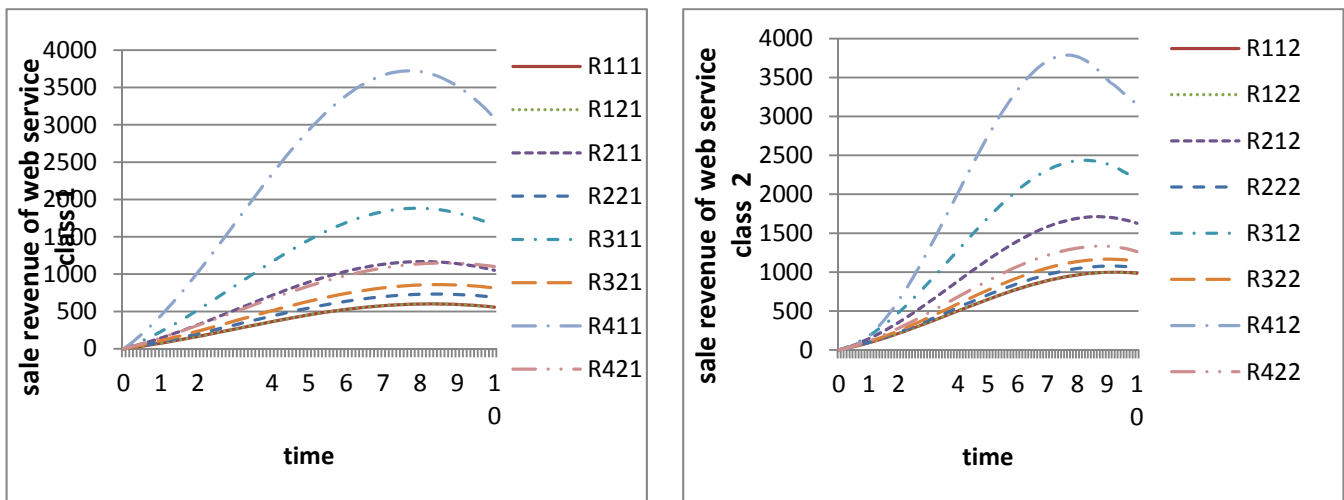 sale revenue of web service
class 1
4000
3500
3000
2500
2000
1500
1000
500
0
0 1 2 4 5 6 7 8 9 1
0
time
R111
R121
R211
R221
R311
R321
R411
R421
sale revenue of web service
class 2
4000
3500
3000
2500
2000
1500
1000
500
0
0 1 2 4 5 6 7 8 9 1
0
time
R112
R122
R212
R222
R312
R322
R412
R422